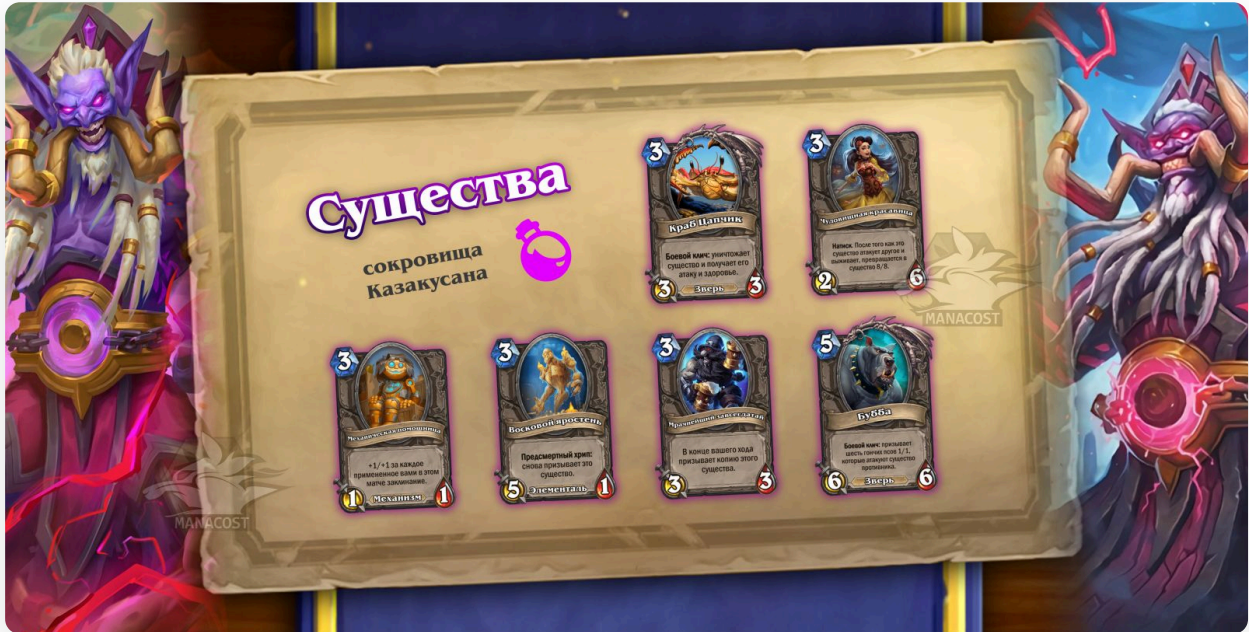 Существа
сокровища
Казакусана
3
Краб Цапчик
Боевой клич: уничтожает
существо и получает его
атаку и здоровье.
3
Зверь
3
3
Чудовищная красавица
Натиск. После того как это
существо атакует другое и
выживает, превращается в
существо 8/8.
2
6
MANACOST
3
Механическая помощница
+1/+1 за каждое
примененное вами в этом
матче заклинание.
1
Механизм
1
3
Восковой яростень
Предсмертный хрип:
снова призывает это
существо.
5
Элементаль
1
3
Мрачнейший завсегдатай
В конце вашего хода
призывает копию этого
существа.
3
3
5
Бубба
Боевой клич: призывает
шесть гончих псов 1/1,
которые атакуют существо
противника.
6
Зверь
6
MANACOST